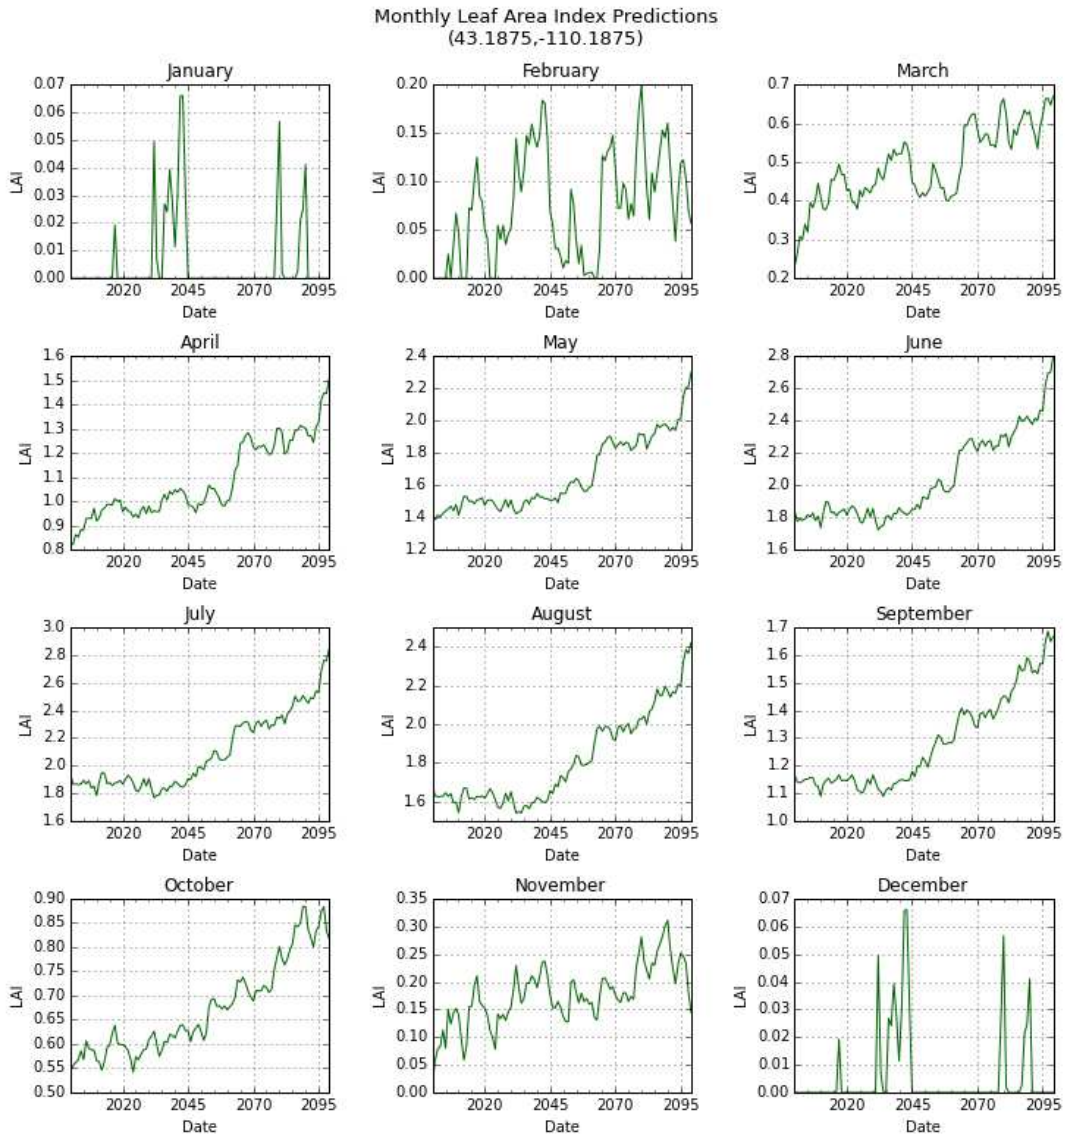 Monthly Leaf Area Index Predictions
(43.1875,-110.1875)
January
0.07
0.06
0.05
0.04
0.03
0.02
0.01
0.00
LAI
2020 2045 2070 2095
Date
February
0.20
0.15
0.10
0.05
0.00
LAI
2020 2045 2070 2095
Date
March
0.7
0.6
0.5
0.4
0.3
0.2
LAI
2020 2045 2070 2095
Date
April
1.6
1.5
1.4
1.3
1.2
1.1
1.0
0.9
0.8
LAI
2020 2045 2070 2095
Date
May
2.4
2.2
2.0
1.8
1.6
1.4
1.2
LAI
2020 2045 2070 2095
Date
June
2.8
2.6
2.4
2.2
2.0
1.8
1.6
LAI
2020 2045 2070 2095
Date
July
3.0
2.8
2.6
2.4
2.2
2.0
1.8
1.6
LAI
2020 2045 2070 2095
Date
August
2.4
2.2
2.0
1.8
1.6
LAI
2020 2045 2070 2095
Date
September
1.7
1.6
1.5
1.4
1.3
1.2
1.1
1.0
LAI
2020 2045 2070 2095
Date
October
0.90
0.85
0.80
0.75
0.70
0.65
0.60
0.55
0.50
LAI
2020 2045 2070 2095
Date
November
0.35
0.30
0.25
0.20
0.15
0.10
0.05
0.00
LAI
2020 2045 2070 2095
Date
December
0.07
0.06
0.05
0.04
0.03
0.02
0.01
0.00
LAI
2020 2045 2070 2095
Date